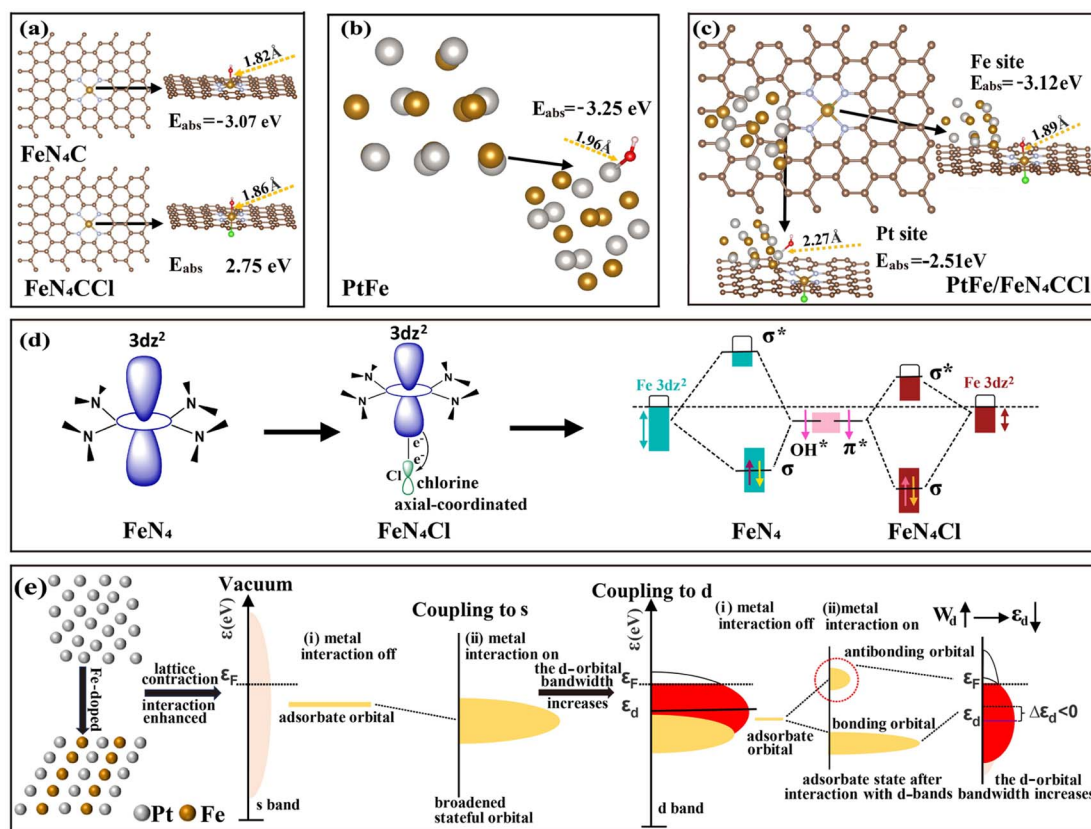 (a)
1.82Å
Eabs=-3.07 eV
FeN₄C
1.86Å
Eabs 2.75 eV
FeN₄CCl
(b)
Eabs=-3.25 eV
1.96Å
PtFe
(c)
Fe site
Eabs=-3.12eV
1.89Å
2.27Å
Pt site
Eabs=-2.51eV
PtFe/FeN₄CCl
(d)
3dz²
N
N
N
N
FeN₄
3dz²
N
N
N
N
e⁻
e⁻
Cl
chlorine
axial-coordinated
FeN₄Cl
σ*
Fe 3dz²
σ
FeN₄
OH*
π*
σ*
Fe 3dz²
σ
FeN₄Cl
(e)
Fe-doped
Pt
Fe
lattice
contraction
interaction
enhanced
Vacuum
ε(eV)
εF
s band
(i) metal
interaction off
adsorbate orbital
Coupling to s
(ii) metal
interaction on
broadened
stateful orbital
the d-orbital
bandwidth
increases
Coupling to d
ε(eV)
εF
εd
d band
(i) metal
interaction off
adsorbate
orbital
(ii)metal
interaction on
antibonding orbital
bonding orbital
adsorbate state after
interaction with d-bands
Wd↑→εd↓
εF
εd
Δεd<0
the d-orbital
bandwidth increases